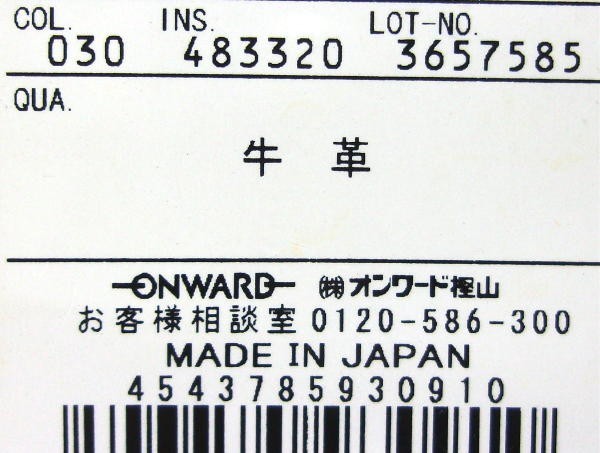 COL. INS. LOT-NO.
030 483320 3657585
QUA.
牛 革
ONWARD ㈱オンワード樫山
お客様相談室 0120-586-300
MADE IN JAPAN
4543785930910